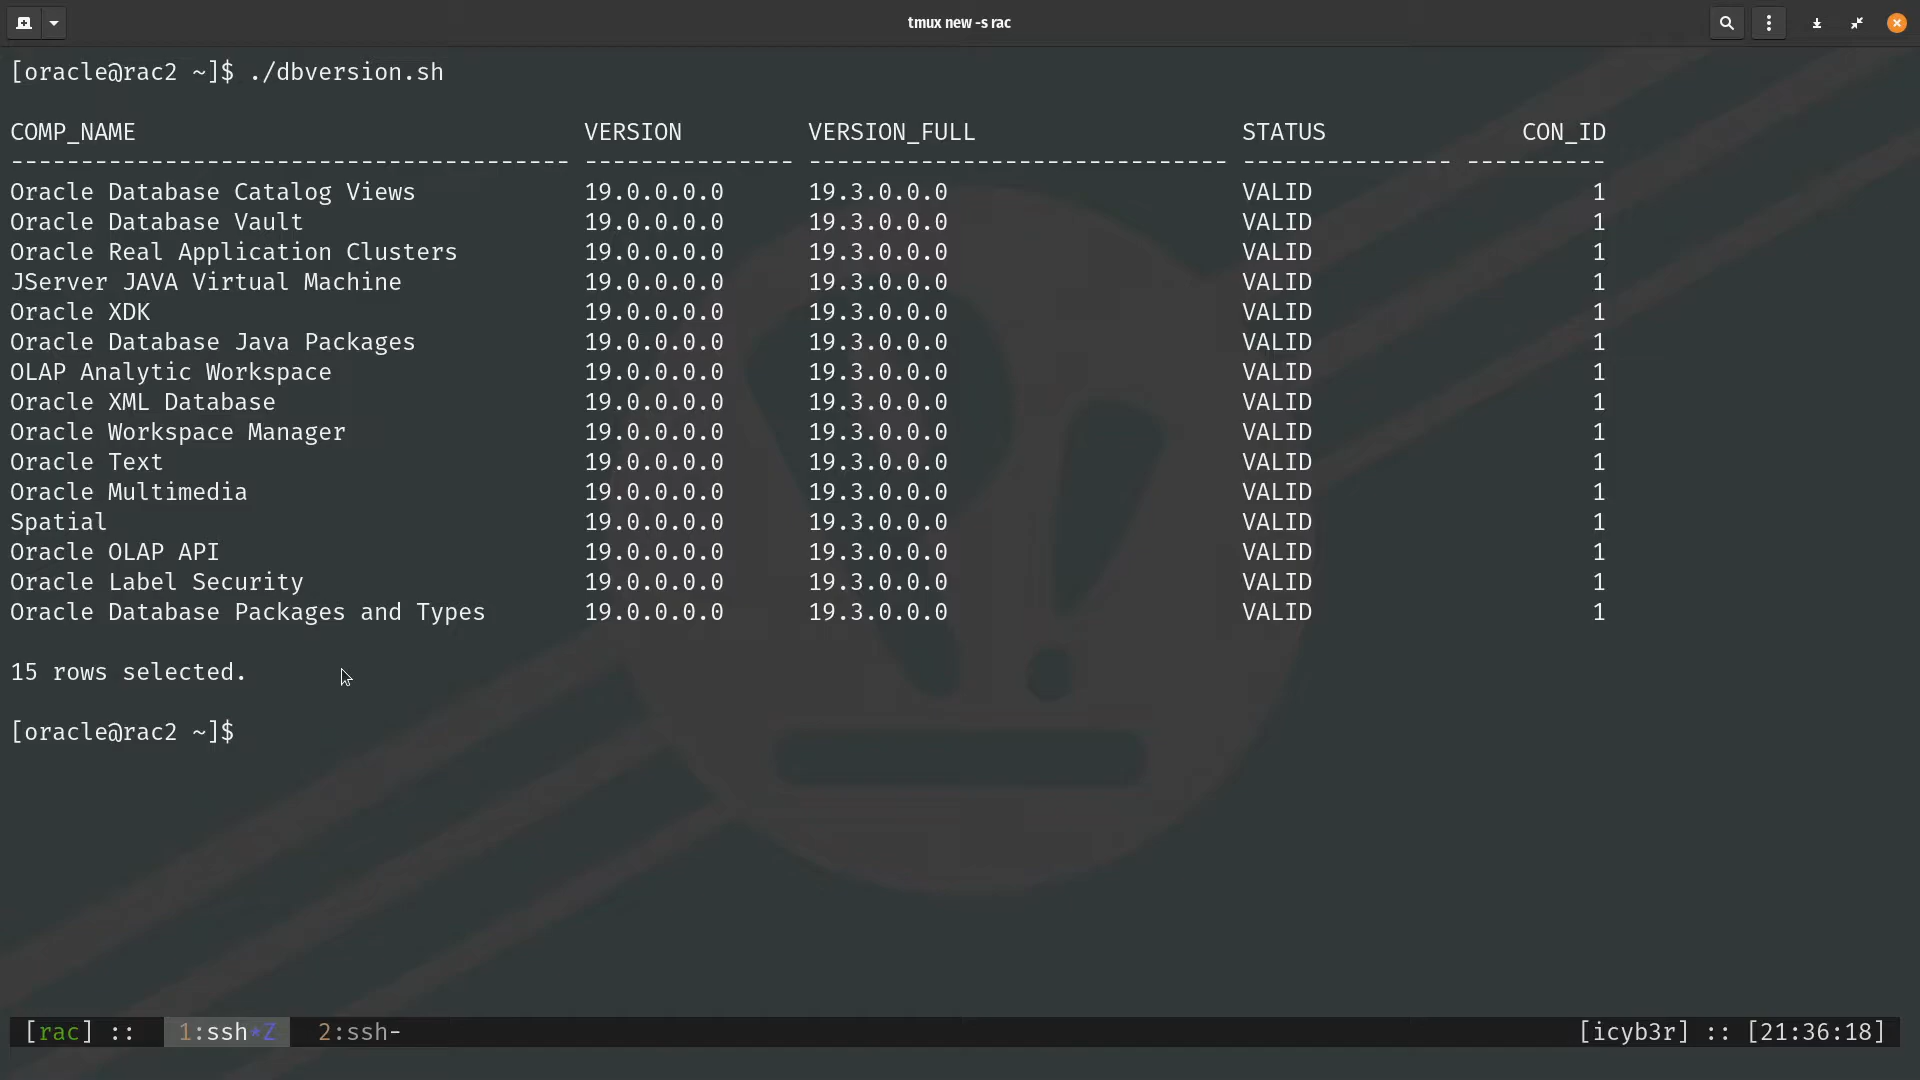 tmux new -s rac
[oracle@rac2 ~]$ ./dbversion.sh
COMP_NAME VERSION VERSION_FULL STATUS CON_ID
---------------------------------------- --------------- ------------------------------ --------------- ----------
Oracle Database Catalog Views 19.0.0.0.0 19.3.0.0.0 VALID 1
Oracle Database Vault 19.0.0.0.0 19.3.0.0.0 VALID 1
Oracle Real Application Clusters 19.0.0.0.0 19.3.0.0.0 VALID 1
JServer JAVA Virtual Machine 19.0.0.0.0 19.3.0.0.0 VALID 1
Oracle XDK 19.0.0.0.0 19.3.0.0.0 VALID 1
Oracle Database Java Packages 19.0.0.0.0 19.3.0.0.0 VALID 1
OLAP Analytic Workspace 19.0.0.0.0 19.3.0.0.0 VALID 1
Oracle XML Database 19.0.0.0.0 19.3.0.0.0 VALID 1
Oracle Workspace Manager 19.0.0.0.0 19.3.0.0.0 VALID 1
Oracle Text 19.0.0.0.0 19.3.0.0.0 VALID 1
Oracle Multimedia 19.0.0.0.0 19.3.0.0.0 VALID 1
Spatial 19.0.0.0.0 19.3.0.0.0 VALID 1
Oracle OLAP API 19.0.0.0.0 19.3.0.0.0 VALID 1
Oracle Label Security 19.0.0.0.0 19.3.0.0.0 VALID 1
Oracle Database Packages and Types 19.0.0.0.0 19.3.0.0.0 VALID 1
15 rows selected.
[oracle@rac2 ~]$
[rac] :: 1:ssh*Z 2:ssh- [icyb3r] :: [21:36:18]